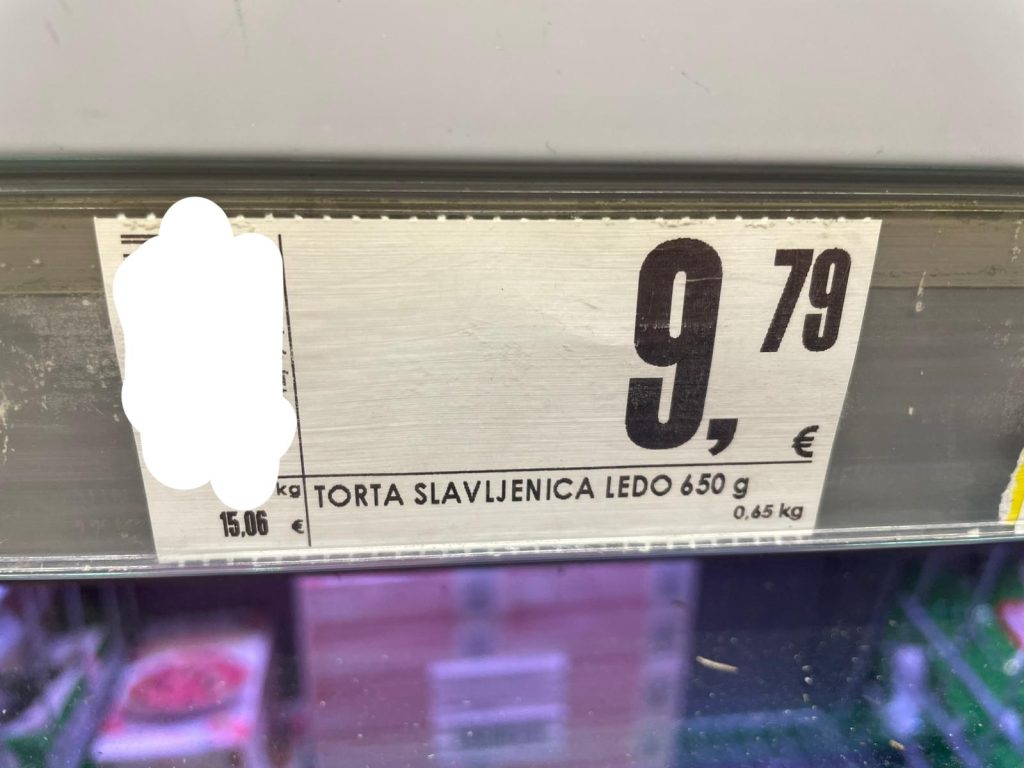 9,79
€
TORTA SLAVLJENICA LEDO 650 g
0,65 kg
kg
15,06 €